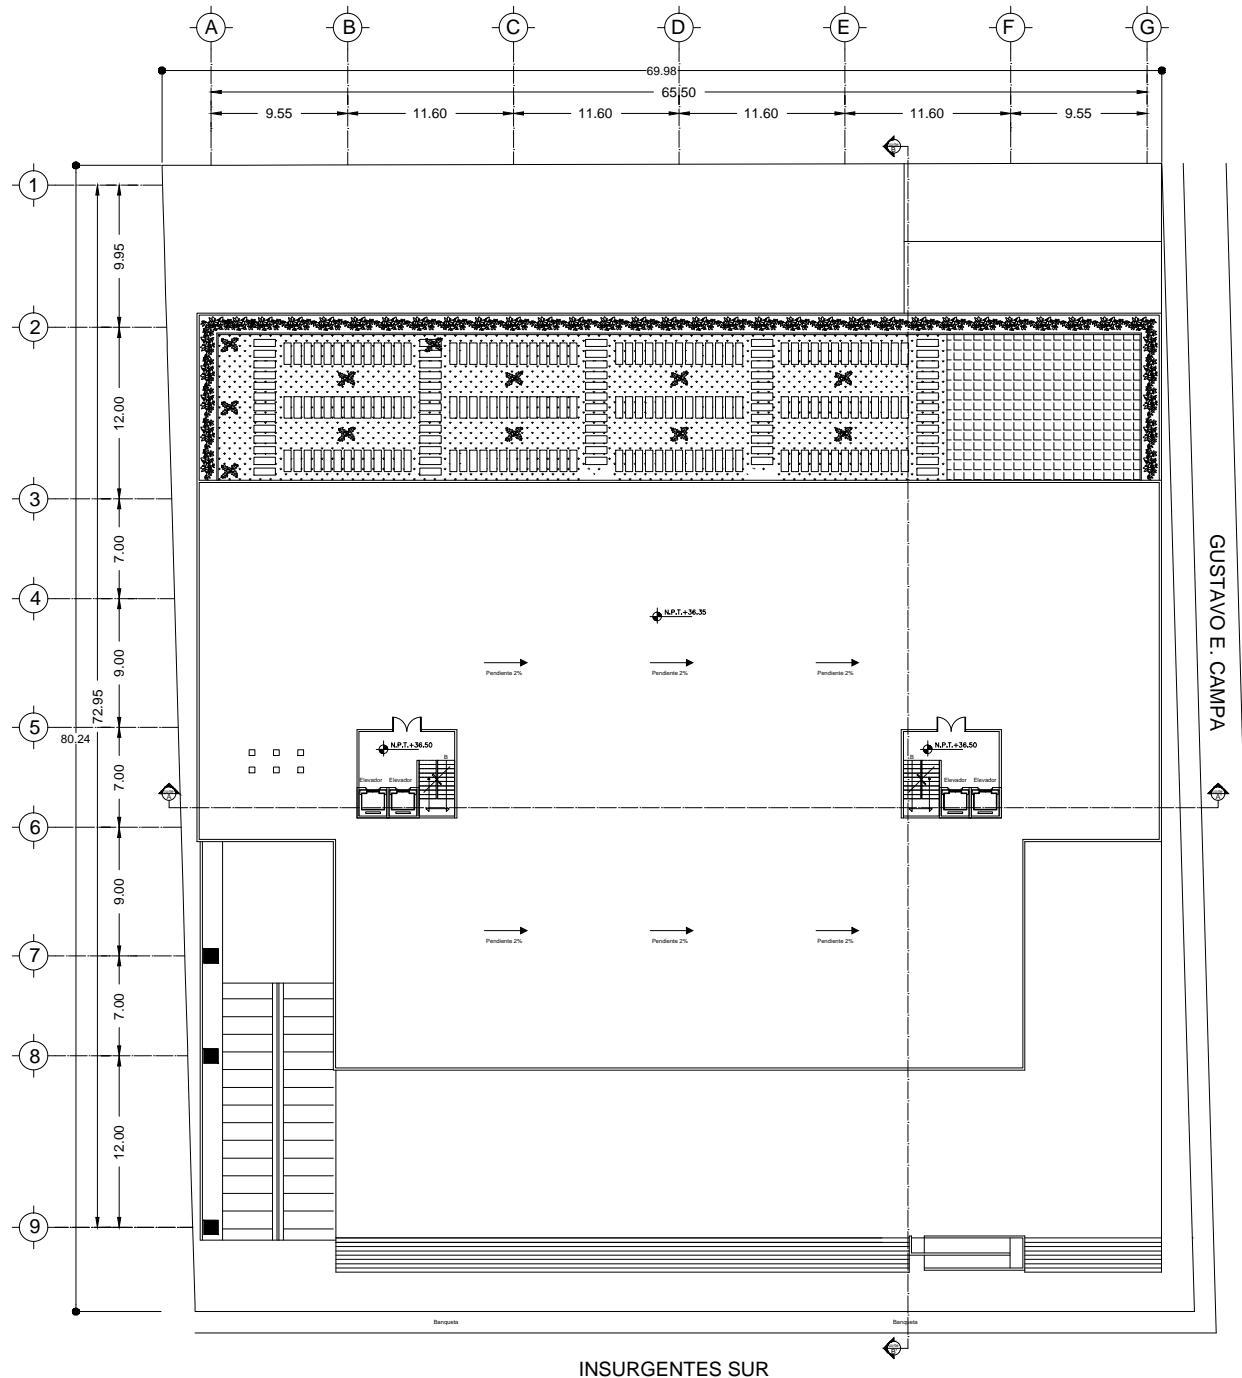 A B C D E F G
69.98
65.50
9.55 11.60 11.60 11.60 11.60 9.55
1
9.95
2
12.00
3
7.00
4
9.00
72.95
5
80.24
7.00
6
9.00
7
7.00
8
12.00
9
N.P.T.+36.35
Pendiente 2% Pendiente 2% Pendiente 2%
N.P.T.+36.50 N.P.T.+36.50
B B
Elevador Elevador Elevador Elevador
Pendiente 2% Pendiente 2% Pendiente 2%
GUSTAVO E. CAMPA
Banqueta Banqueta
INSURGENTES SUR